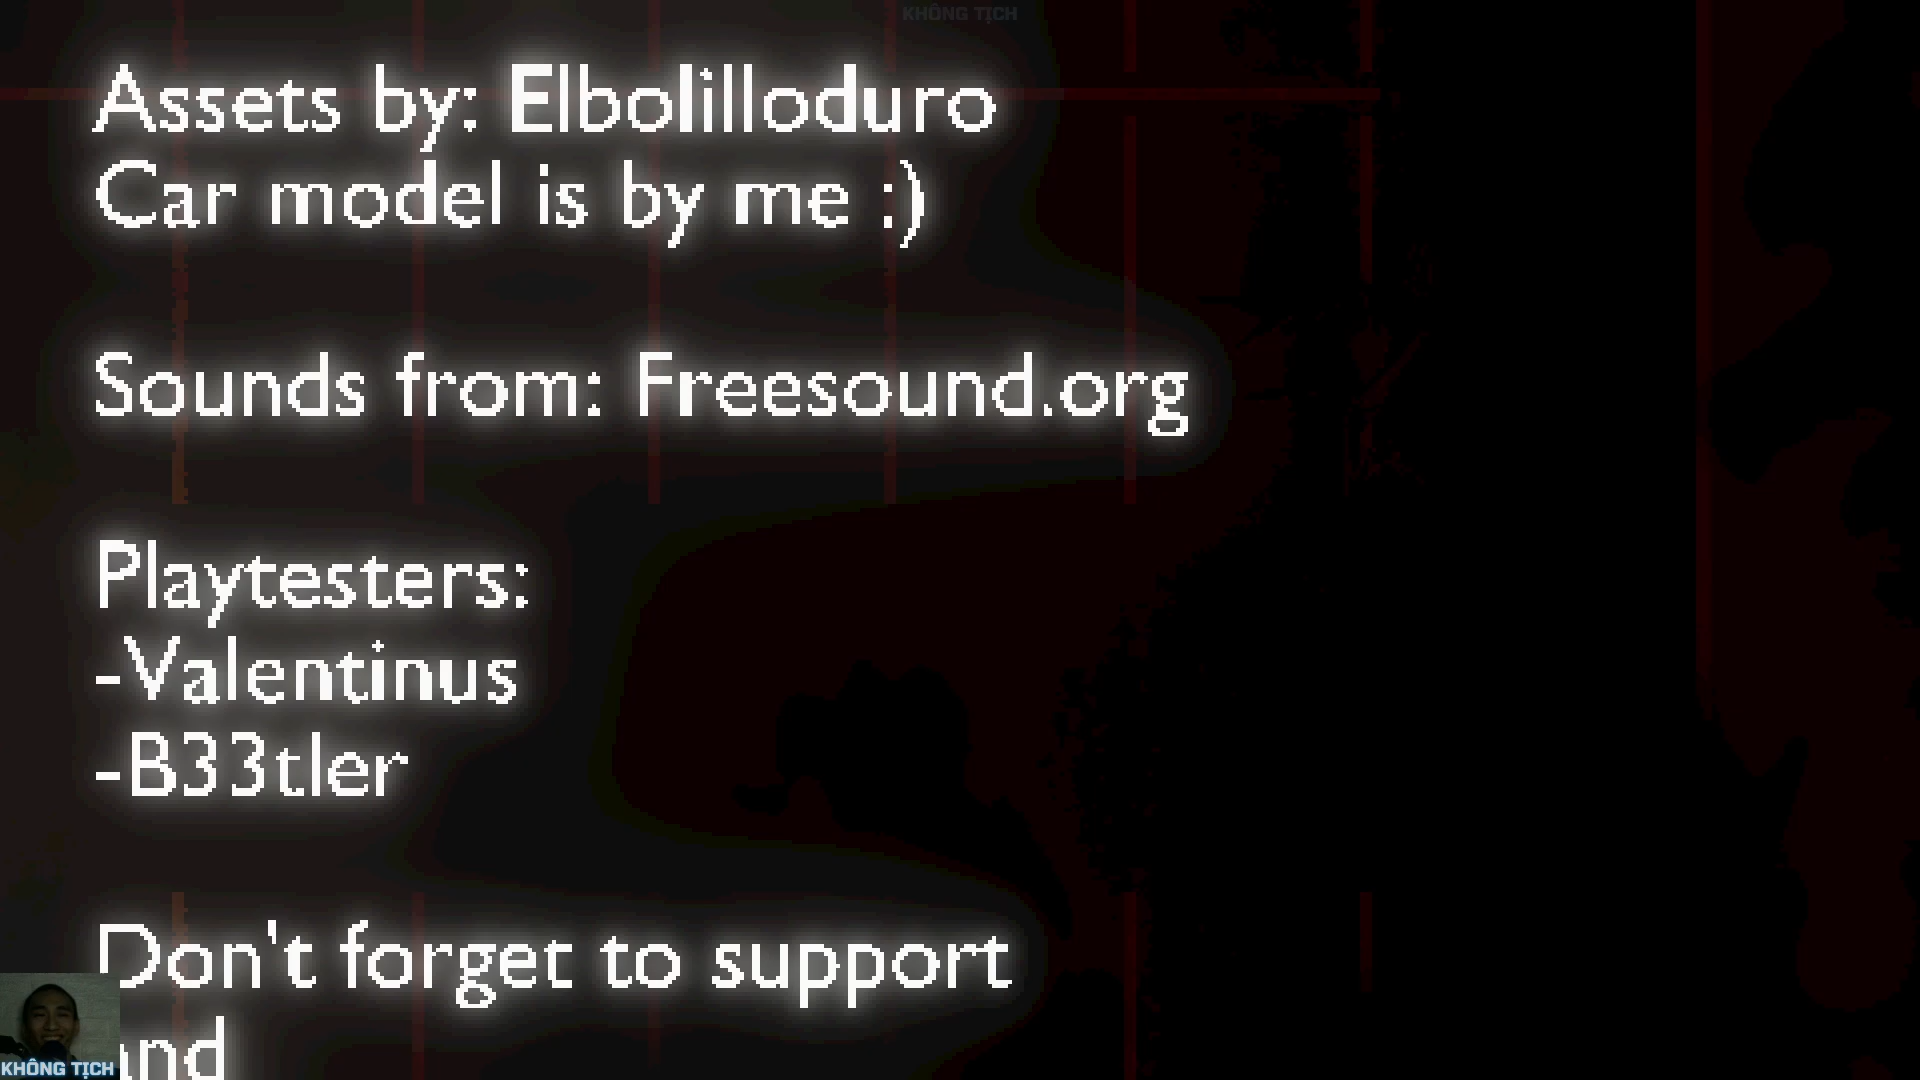 KHÔNG TỊCH
Assets by: Elbolilloduro
Car model is by me :)
Sounds from: Freesound.org
Playtesters:
-Valentinus
-B33tler
Don't forget to support
and
KHÔNG TỊCH